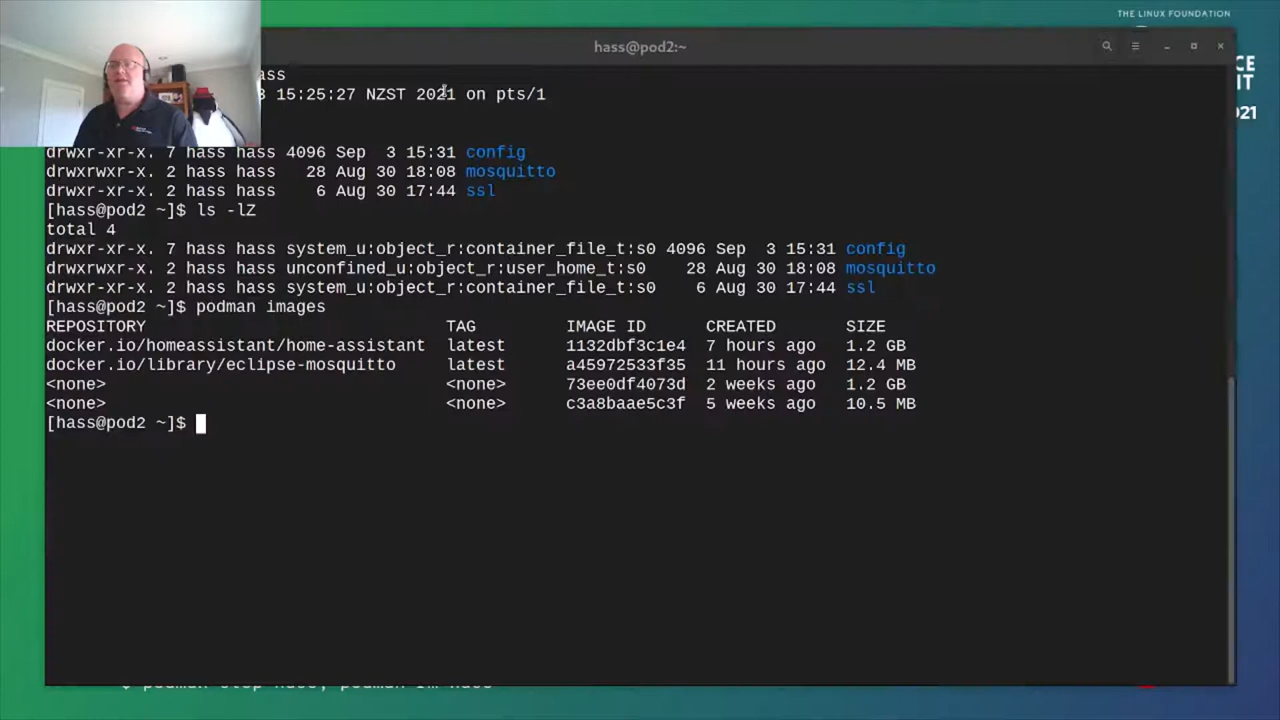 THE LINUX FOUNDATION
hass@pod2:~
CE
IT
021
ass
15:25:27 NZST 2021 on pts/1
drwxr-xr-x. 7 hass hass 4096 Sep  3 15:31 config
drwxrwxr-x. 2 hass hass   28 Aug 30 18:08 mosquitto
drwxr-xr-x. 2 hass hass    6 Aug 30 17:44 ssl
[hass@pod2 ~]$ ls -lZ
total 4
drwxr-xr-x. 7 hass hass system_u:object_r:container_file_t:s0 4096 Sep  3 15:31 config
drwxrwxr-x. 2 hass hass unconfined_u:object_r:user_home_t:s0     28 Aug 30 18:08 mosquitto
drwxr-xr-x. 2 hass hass system_u:object_r:container_file_t:s0    6 Aug 30 17:44 ssl
[hass@pod2 ~]$ podman images
REPOSITORY                              TAG         IMAGE ID      CREATED       SIZE
docker.io/homeassistant/home-assistant  latest      1132dbf3c1e4  7 hours ago   1.2 GB
docker.io/library/eclipse-mosquitto     latest      a45972533f35  11 hours ago  12.4 MB
<none>                                  <none>      73ee0df4073d  2 weeks ago   1.2 GB
<none>                                  <none>      c3a8baae5c3f  5 weeks ago   10.5 MB
[hass@pod2 ~]$